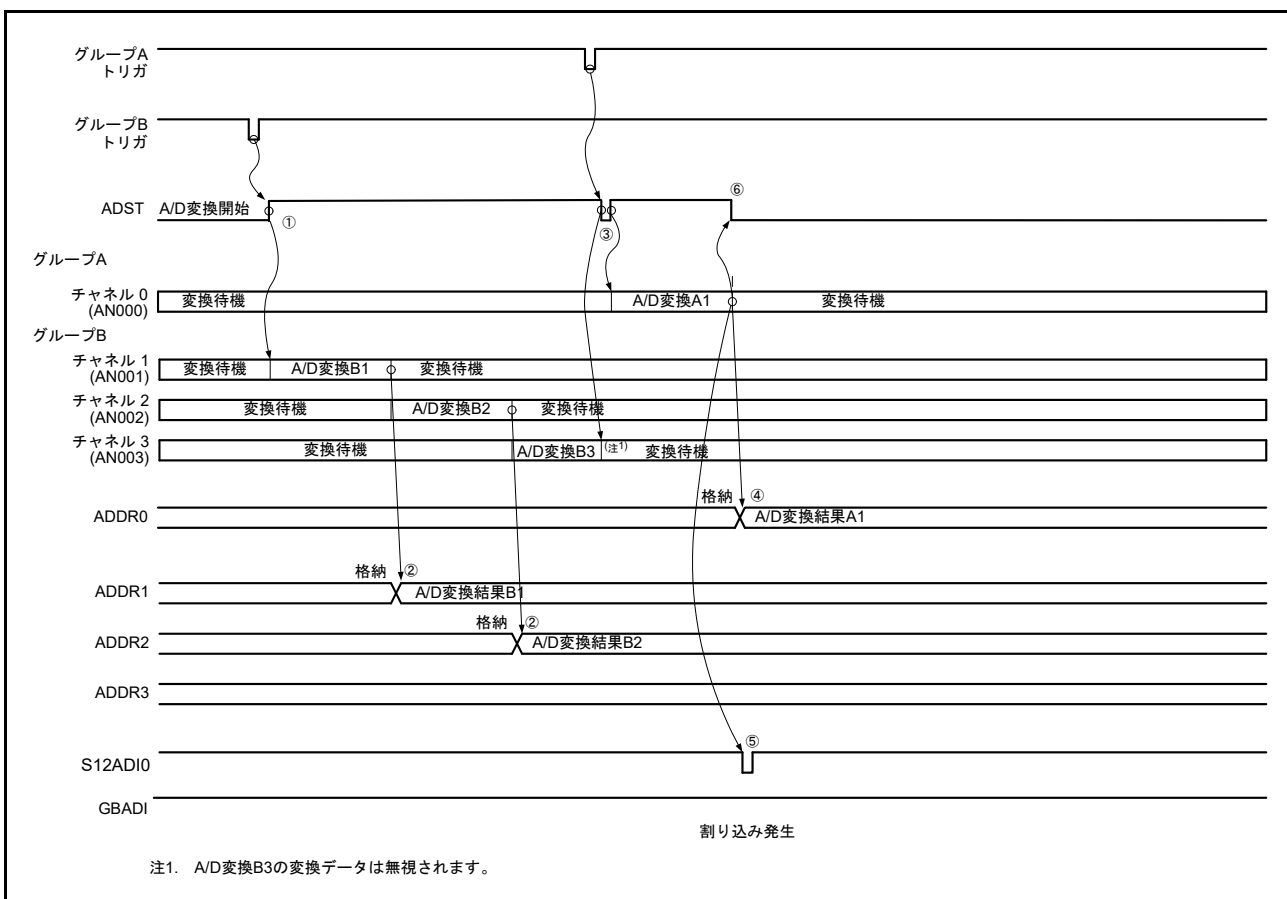 グループA
トリガ
グループB
トリガ
ADST A/D変換開始 ① ③ ⑥
グループA
チャネル 0
(AN000)
変換待機 A/D変換A1 変換待機
グループB
チャネル 1
(AN001)
変換待機 A/D変換B1 変換待機
チャネル 2
(AN002)
変換待機 A/D変換B2 変換待機
チャネル 3
(AN003)
変換待機 A/D変換B3 (注1) 変換待機
格納 ④
ADDR0 A/D変換結果A1
格納 ②
ADDR1 A/D変換結果B1
格納 ②
ADDR2 A/D変換結果B2
ADDR3
⑤
S12ADI0
GBADI
割り込み発生
注1. A/D変換B3の変換データは無視されます。